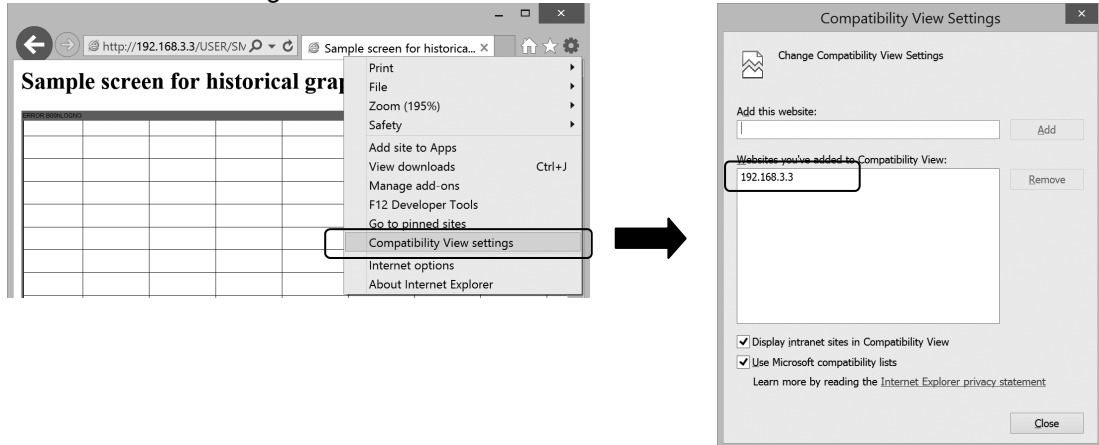 http://192.168.3.3/USER/SM
Sample screen for historica... ×
Sample screen for historical grap
ERROR B09hLOGNO
Print
File
Zoom (195%)
Safety
Add site to Apps
View downloads Ctrl+J
Manage add-ons
F12 Developer Tools
Go to pinned sites
Compatibility View settings
Internet options
About Internet Explorer
Compatibility View Settings
Change Compatibility View Settings
Add this website:
Add
Websites you've added to Compatibility View:
192.168.3.3
Remove
Display intranet sites in Compatibility View
Use Microsoft compatibility lists
Learn more by reading the Internet Explorer privacy statement
Close